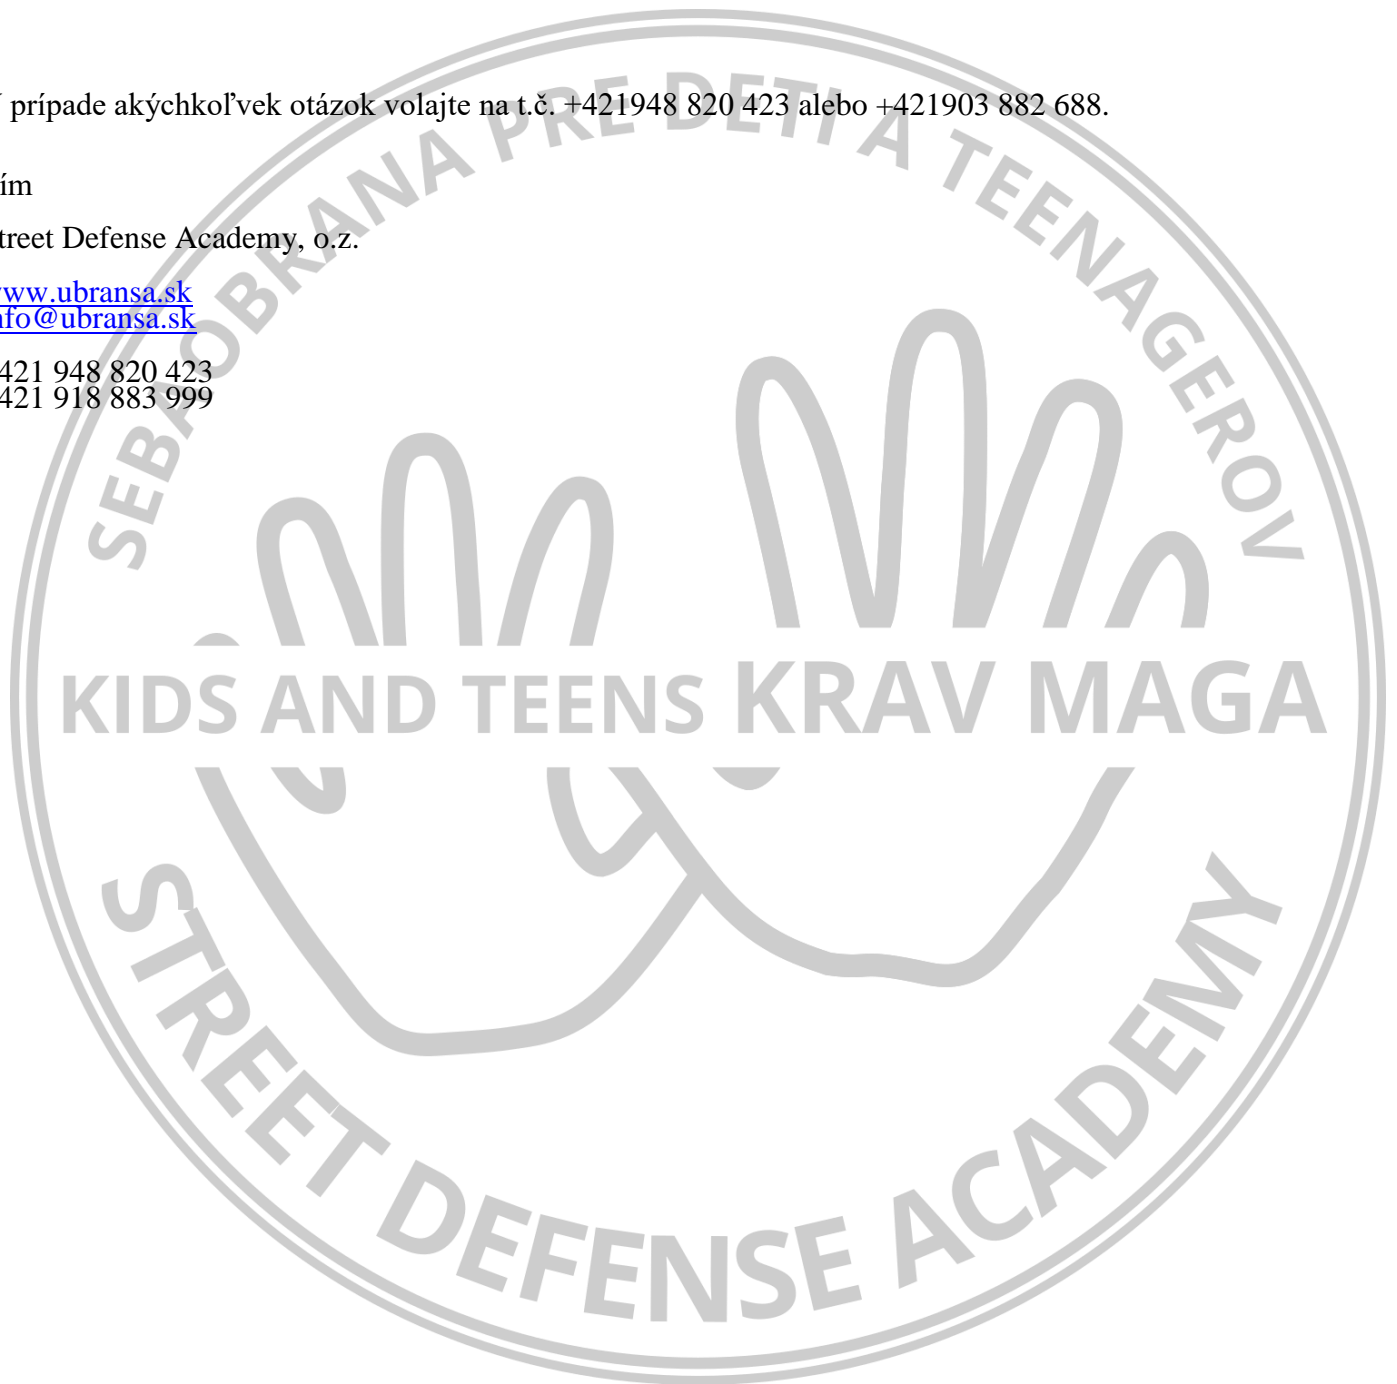 prípade akýchkoľvek otázok volajte na t.č. +421948 820 423 alebo +421903 882 688.
ím
treet Defense Academy, o.z.
ww.ubransa.sk
nfo@ubransa.sk
421 948 820 423
421 918 883 999
SEBAOBRANA PRE DETI A TEENAGEROV
KIDS AND TEENS KRAV MAGA
STREET DEFENSE ACADEMY